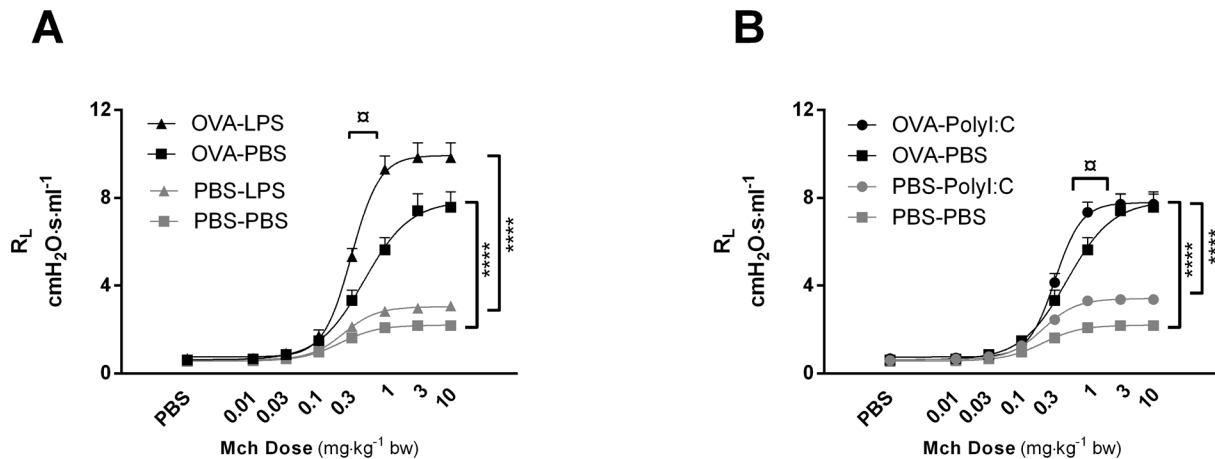 A
12
8
4
0
R_L
cmH₂O·s·ml⁻¹
OVA-LPS
OVA-PBS
PBS-LPS
PBS-PBS
¤
****
****
PBS
0.01
0.03
0.1
0.3
1
3
10
Mch Dose (mg·kg⁻¹ bw)
B
12
8
4
0
R_L
cmH₂O·s·ml⁻¹
OVA-PolyI:C
OVA-PBS
PBS-PolyI:C
PBS-PBS
¤
****
****
PBS
0.01
0.03
0.1
0.3
1
3
10
Mch Dose (mg·kg⁻¹ bw)